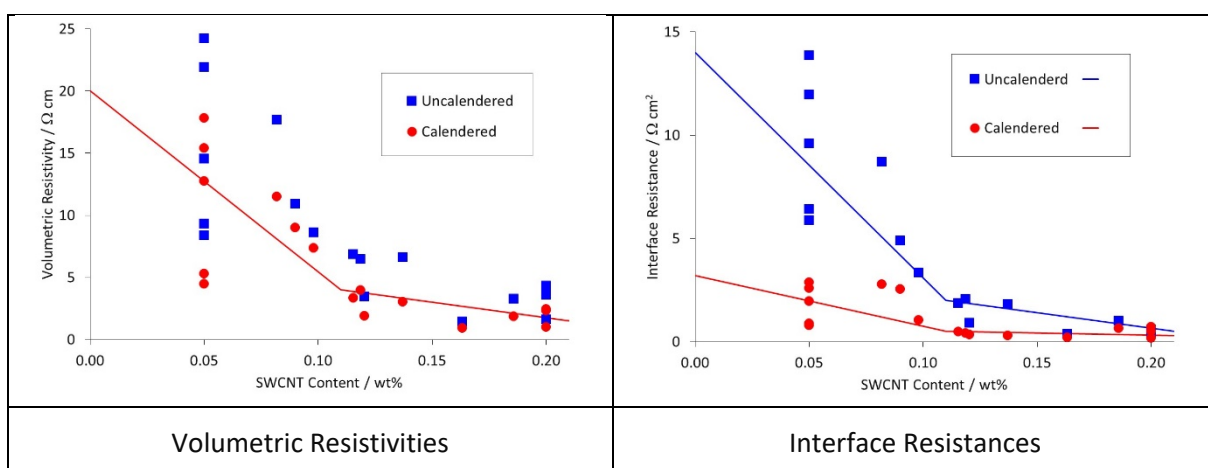 25
20
15
10
5
0
Volumetric Resistivity / Ω cm
Uncalendered
Calendered
0.00 0.05 0.10 0.15 0.20
SWCNT Content / wt%
15
10
5
0
Interface Resistance / Ω cm²
Uncalenderd
Calendered
0.00 0.05 0.10 0.15 0.20
SWCNT Content / wt%
Volumetric Resistivities
Interface Resistances